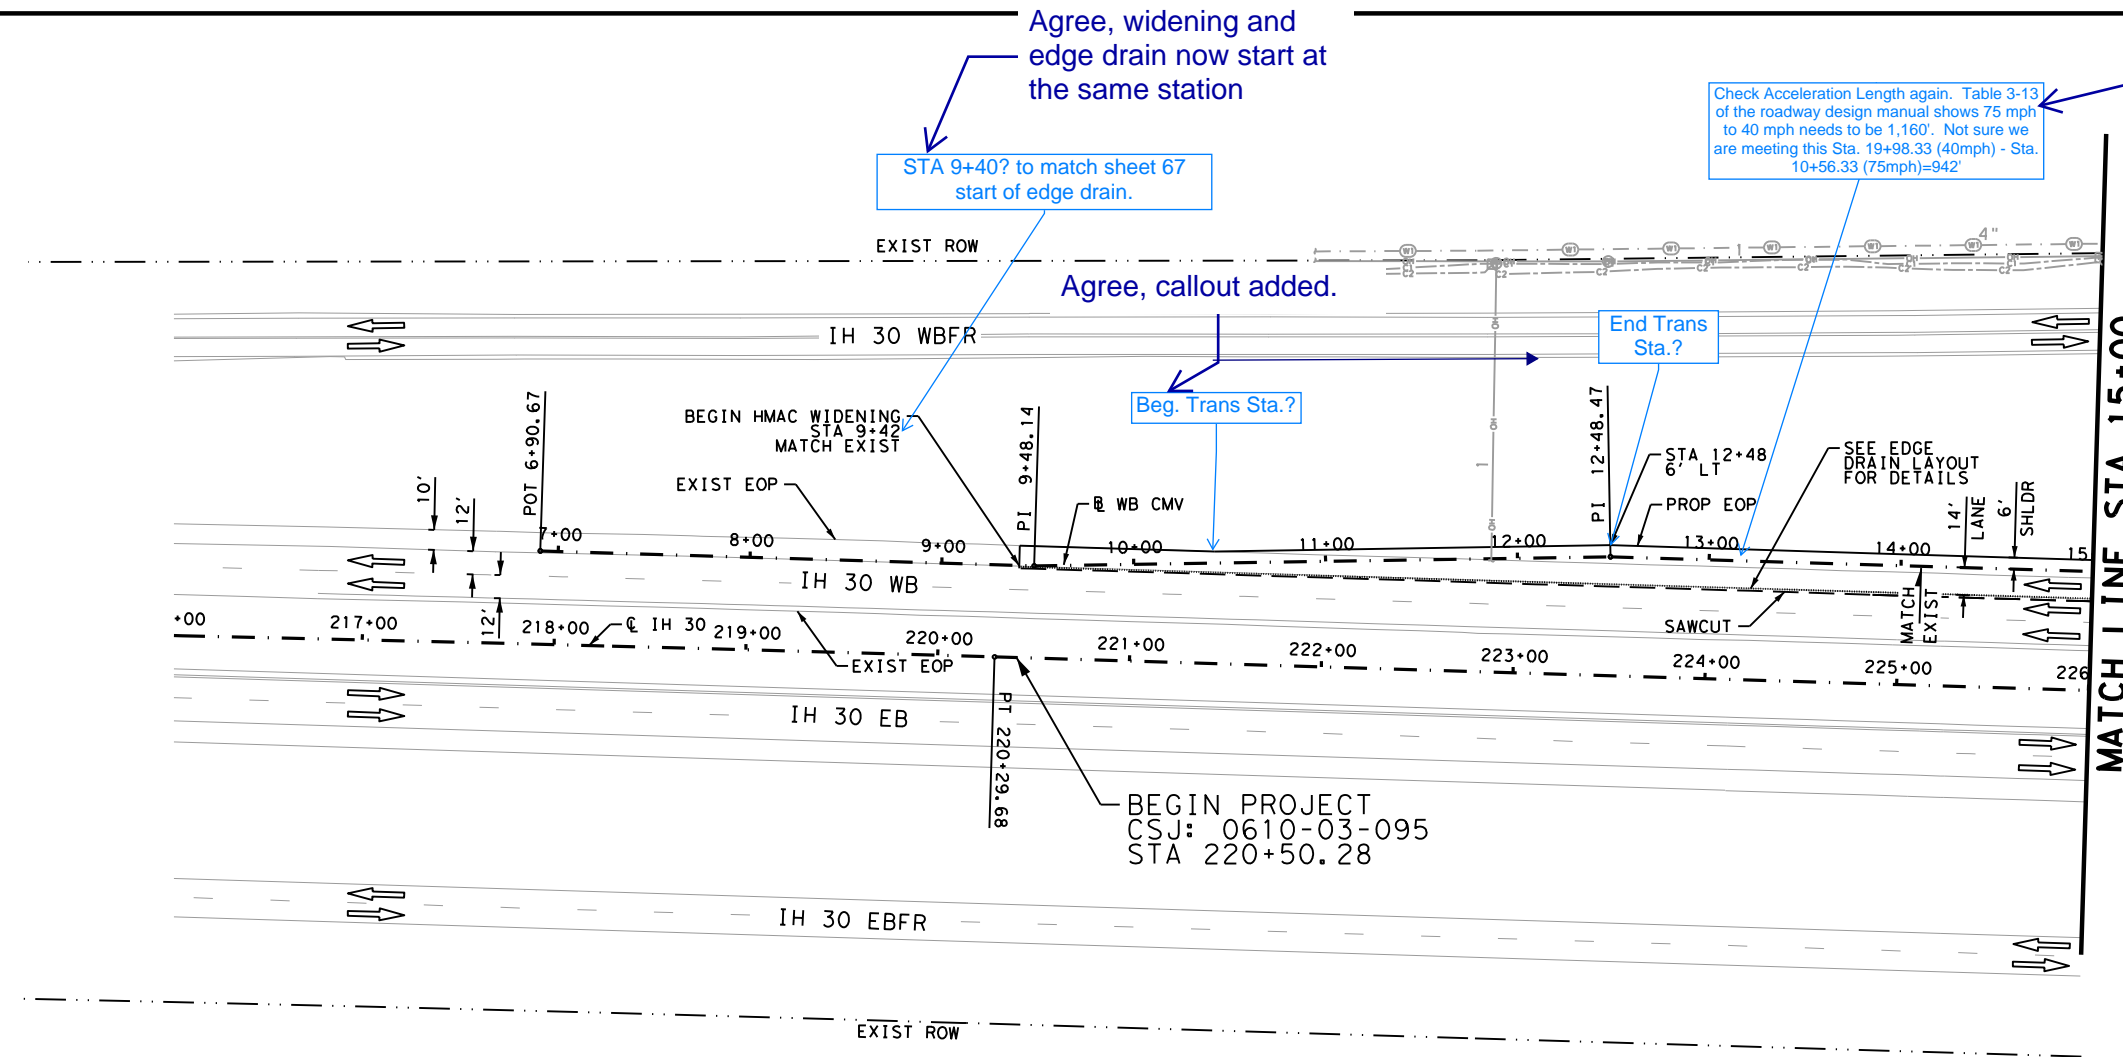 Agree, widening and
edge drain now start at
the same station
Check Acceleration Length again. Table 3-13
of the roadway design manual shows 75 mph
to 40 mph needs to be 1,160'. Not sure we
are meeting this Sta. 19+98.33 (40mph) - Sta.
10+56.33 (75mph)=942'
STA 9+40? to match sheet 67
start of edge drain.
EXIST ROW
4"
Agree, callout added.
IH 30 WBFR
End Trans
Sta.?
Beg. Trans Sta.?
BEGIN HMAC WIDENING
STA 9+42
MATCH EXIST
POT 6+90.67
PI 9+48.14
PI 12+48.47
STA 12+48
6' LT
SEE EDGE
DRAIN LAYOUT
FOR DETAILS
EXIST EOP
WB CMV
PROP EOP
10'
12'
12'
14'
LANE
6'
SHLDR
7+00
8+00
9+00
10+00
11+00
12+00
13+00
14+00
15
IH 30 WB
SAWCUT
MATCH
EXIST
+00
217+00
218+00
℄ IH 30
219+00
220+00
221+00
222+00
223+00
224+00
225+00
226
EXIST EOP
IH 30 EB
PT 220+29.68
BEGIN PROJECT
CSJ: 0610-03-095
STA 220+50.28
IH 30 EBFR
EXIST ROW
MATCH LINE STA 15+00